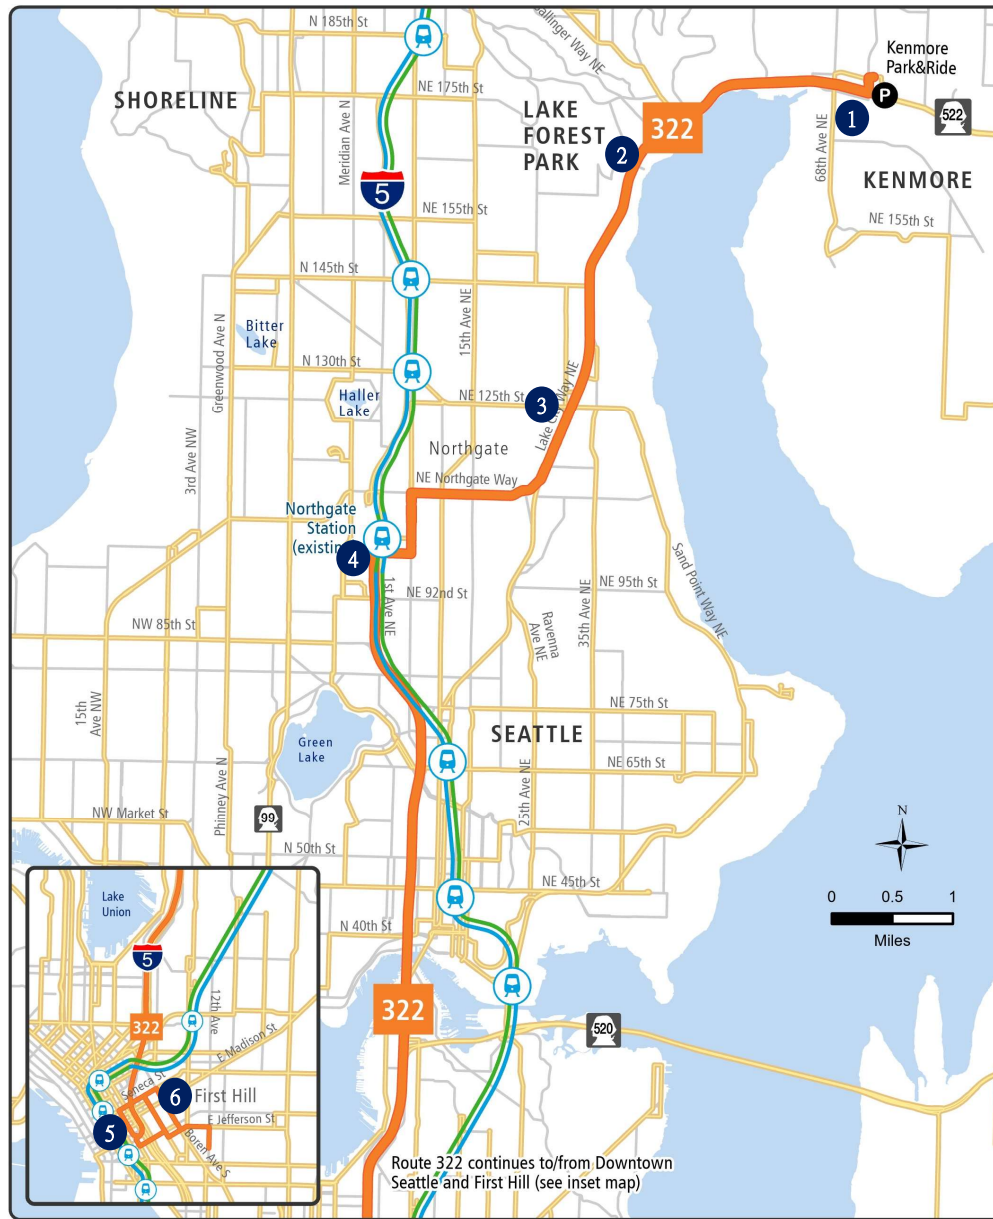 N 185th St
Ballinger Way NE
Kenmore
Park&Ride
P
SHORELINE
NE 175th St
Meridian Ave N
LAKE
FOREST
PARK
322
1
522
2
68th Ave NE
KENMORE
5
NE 155th St
NE 155th St
N 145th St
15th Ave NE
Greenwood Ave N
Bitter
Lake
N 130th St
Haller
Lake
NE 125th St
3
Lake City Way NE
3rd Ave NW
Northgate
NE Northgate Way
Northgate
Station
(existin
4
1st Ave NE
NE 92nd St
NE 95th St
35th Ave NE
Sand Point Way NE
Ravenna
Ave NE
NW 85th St
15th
Ave NW
NE 75th St
SEATTLE
Green
Lake
NE 65th St
Phinney Ave N
25th Ave NE
99
NW Market St
N 50th St
N
NE 45th St
0 0.5 1
Miles
N 40th St
322
520
Lake
Union
5
322
12th Ave
E Madison St
Seneca St
6
First Hill
E Jefferson St
5
Boren Ave S
Route 322 continues to/from Downtown
Seattle and First Hill (see inset map)